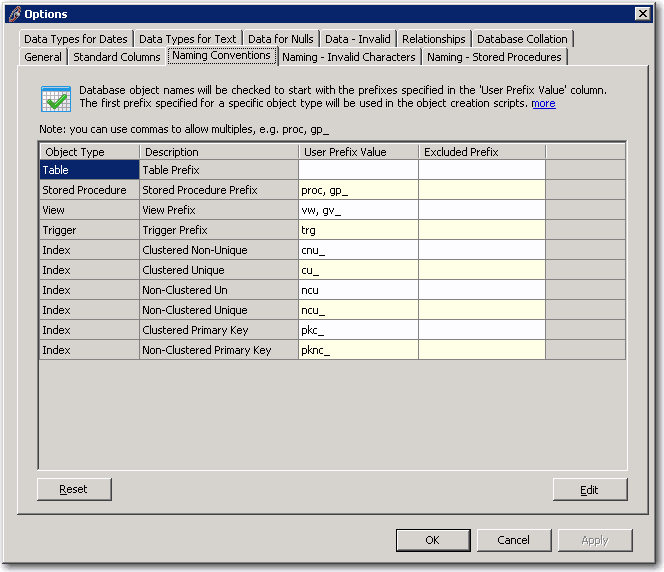 Options
Data Types for Dates Data Types for Text Data for Nulls Data - Invalid Relationships Database Collation
General Standard Columns Naming Conventions Naming - Invalid Characters Naming - Stored Procedures
Database object names will be checked to start with the prefixes specified in the 'User Prefix Value' column.
The first prefix specified for a specific object type will be used in the object creation scripts. more
Note: you can use commas to allow multiples, e.g. proc, gp_
Object Type Description User Prefix Value Excluded Prefix
Table Table Prefix
Stored Procedure Stored Procedure Prefix proc, gp_
View View Prefix vw, gv_
Trigger Trigger Prefix trg
Index Clustered Non-Unique cnu_
Index Clustered Unique cu_
Index Non-Clustered Un ncu
Index Non-Clustered Unique ncu_
Index Clustered Primary Key pkc_
Index Non-Clustered Primary Key pknc_
Reset Edit
OK Cancel Apply